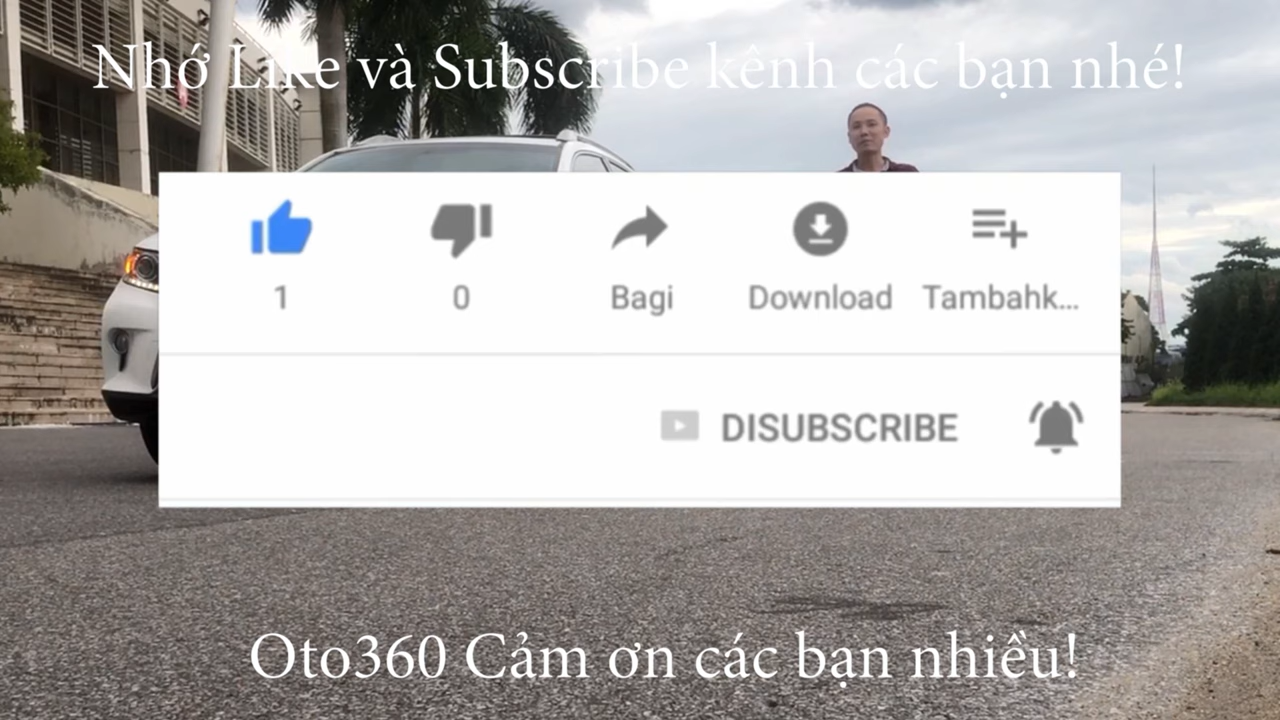 Nhớ Like và Subscribe kênh các bạn nhé!
1 0 Bagi Download Tambahk...
DISUBSCRIBE
Oto360 Cảm ơn các bạn nhiều!